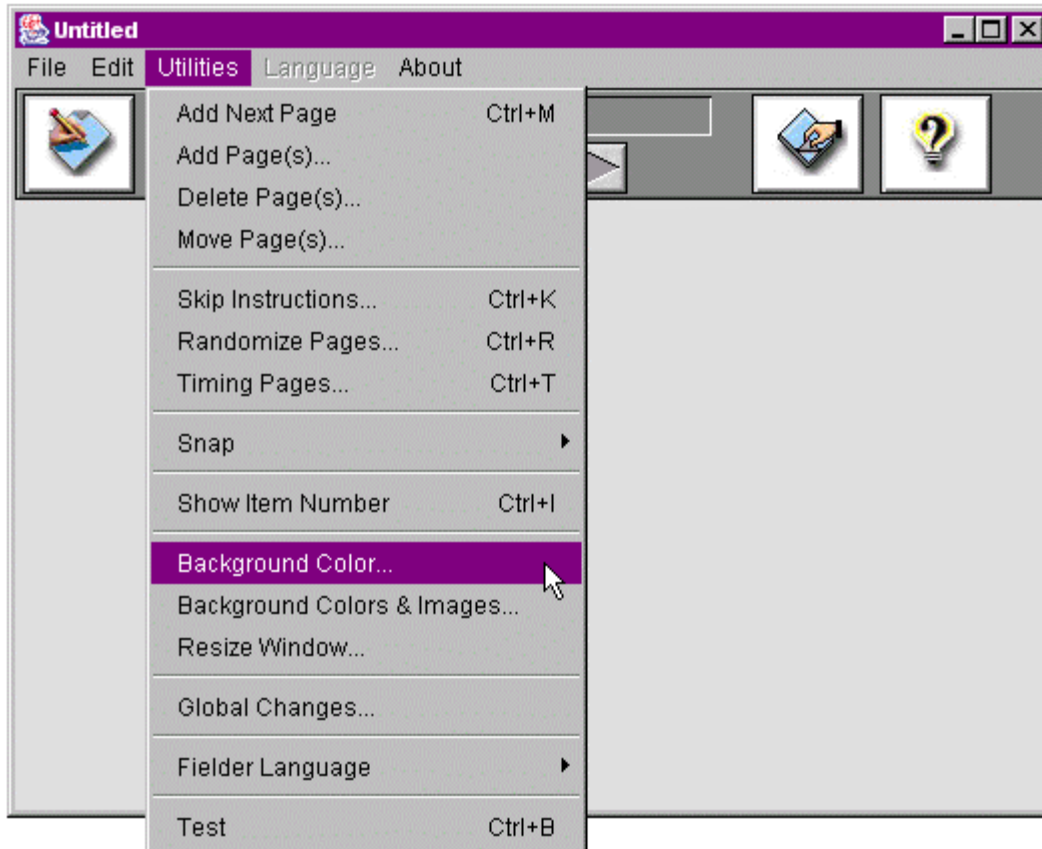 Untitled
File Edit Utilities Language About
Add Next Page Ctrl+M
Add Page(s)...
Delete Page(s)...
Move Page(s)...
Skip Instructions... Ctrl+K
Randomize Pages... Ctrl+R
Timing Pages... Ctrl+T
Snap
Show Item Number Ctrl+I
Background Color...
Background Colors & Images...
Resize Window...
Global Changes...
Fielder Language
Test Ctrl+B